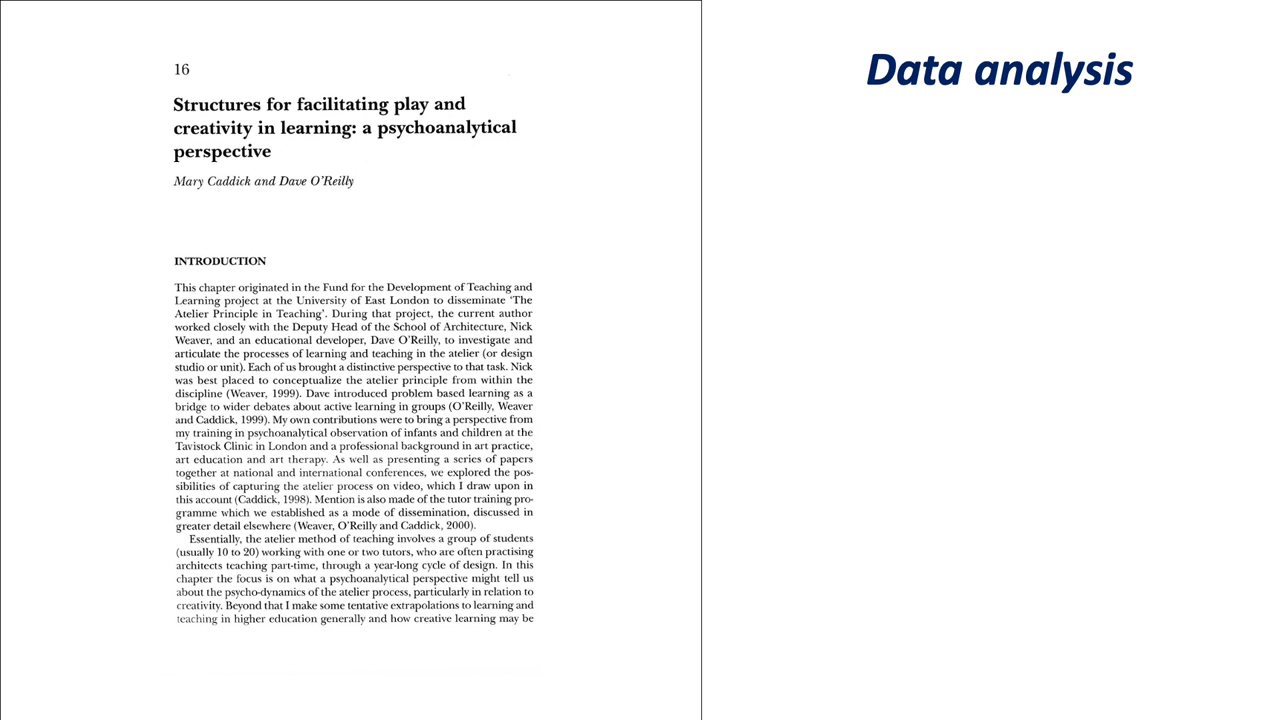 16
Structures for facilitating play and
creativity in learning: a psychoanalytical
perspective
Mary Caddick and Dave O'Reilly
INTRODUCTION
This chapter originated in the Fund for the Development of Teaching and
Learning project at the University of East London to disseminate 'The
Atelier Principle in Teaching'. During that project, the current author
worked closely with the Deputy Head of the School of Architecture, Nick
Weaver, and an educational developer, Dave O'Reilly, to investigate and
articulate the processes of learning and teaching in the atelier (or design
studio or unit). Each of us brought a distinctive perspective to that task. Nick
was best placed to conceptualize the atelier principle from within the
discipline (Weaver, 1999). Dave introduced problem based learning as a
bridge to wider debates about active learning in groups (O'Reilly, Weaver
and Caddick, 1999). My own contributions were to bring a perspective from
my training in psychoanalytical observation of infants and children at the
Tavistock Clinic in London and a professional background in art practice,
art education and art therapy. As well as presenting a series of papers
together at national and international conferences, we explored the pos-
sibilities of capturing the atelier process on video, which I draw upon in
this account (Caddick, 1998). Mention is also made of the tutor training pro-
gramme which we established as a mode of dissemination, discussed in
greater detail elsewhere (Weaver, O'Reilly and Caddick, 2000).
Essentially, the atelier method of teaching involves a group of students
(usually 10 to 20) working with one or two tutors, who are often practising
architects teaching part-time, through a year-long cycle of design. In this
chapter the focus is on what a psychoanalytical perspective might tell us
about the psycho-dynamics of the atelier process, particularly in relation to
creativity. Beyond that I make some tentative extrapolations to learning and
teaching in higher education generally and how creative learning may be
Data analysis